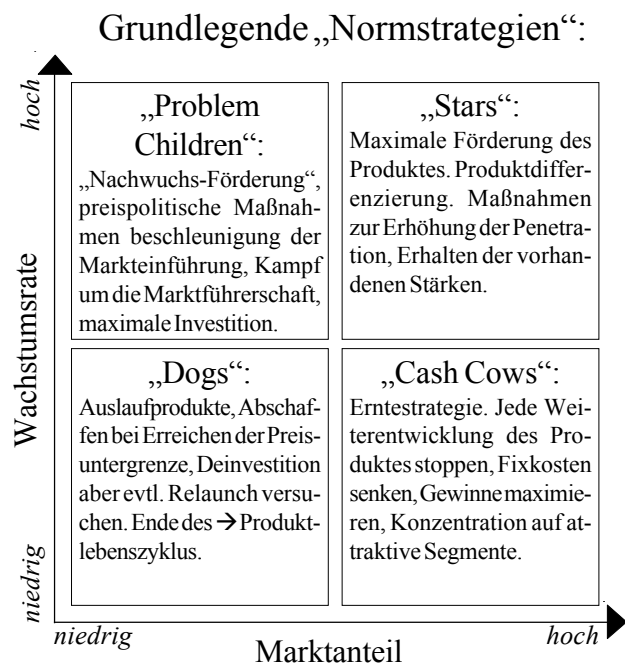 Grundlegende „Normstrategien“:
hoch
„Problem
Children“:
„Nachwuchs-Förderung“,
preispolitische Maßnah-
men beschleunigung der
Markteinführung, Kampf
um die Marktführerschaft,
maximale Investition.
„Stars“:
Maximale Förderung des
Produktes. Produktdiffer-
enzierung. Maßnahmen
zur Erhöhung der Penetra-
tion, Erhalten der vorhan-
denen Stärken.
Wachstumsrate
„Dogs“:
Auslaufprodukte, Abschaf-
fen bei Erreichen der Preis-
untergrenze, Deinvestition
aber evtl. Relaunch versu-
chen. Ende des → Produkt-
lebenszyklus.
„Cash Cows“:
Erntestrategie. Jede Wei-
terentwicklung des Pro-
duktes stoppen, Fixkosten
senken, Gewinne maximie-
ren, Konzentration auf at-
traktive Segmente.
niedrig
niedrig
Marktanteil
hoch